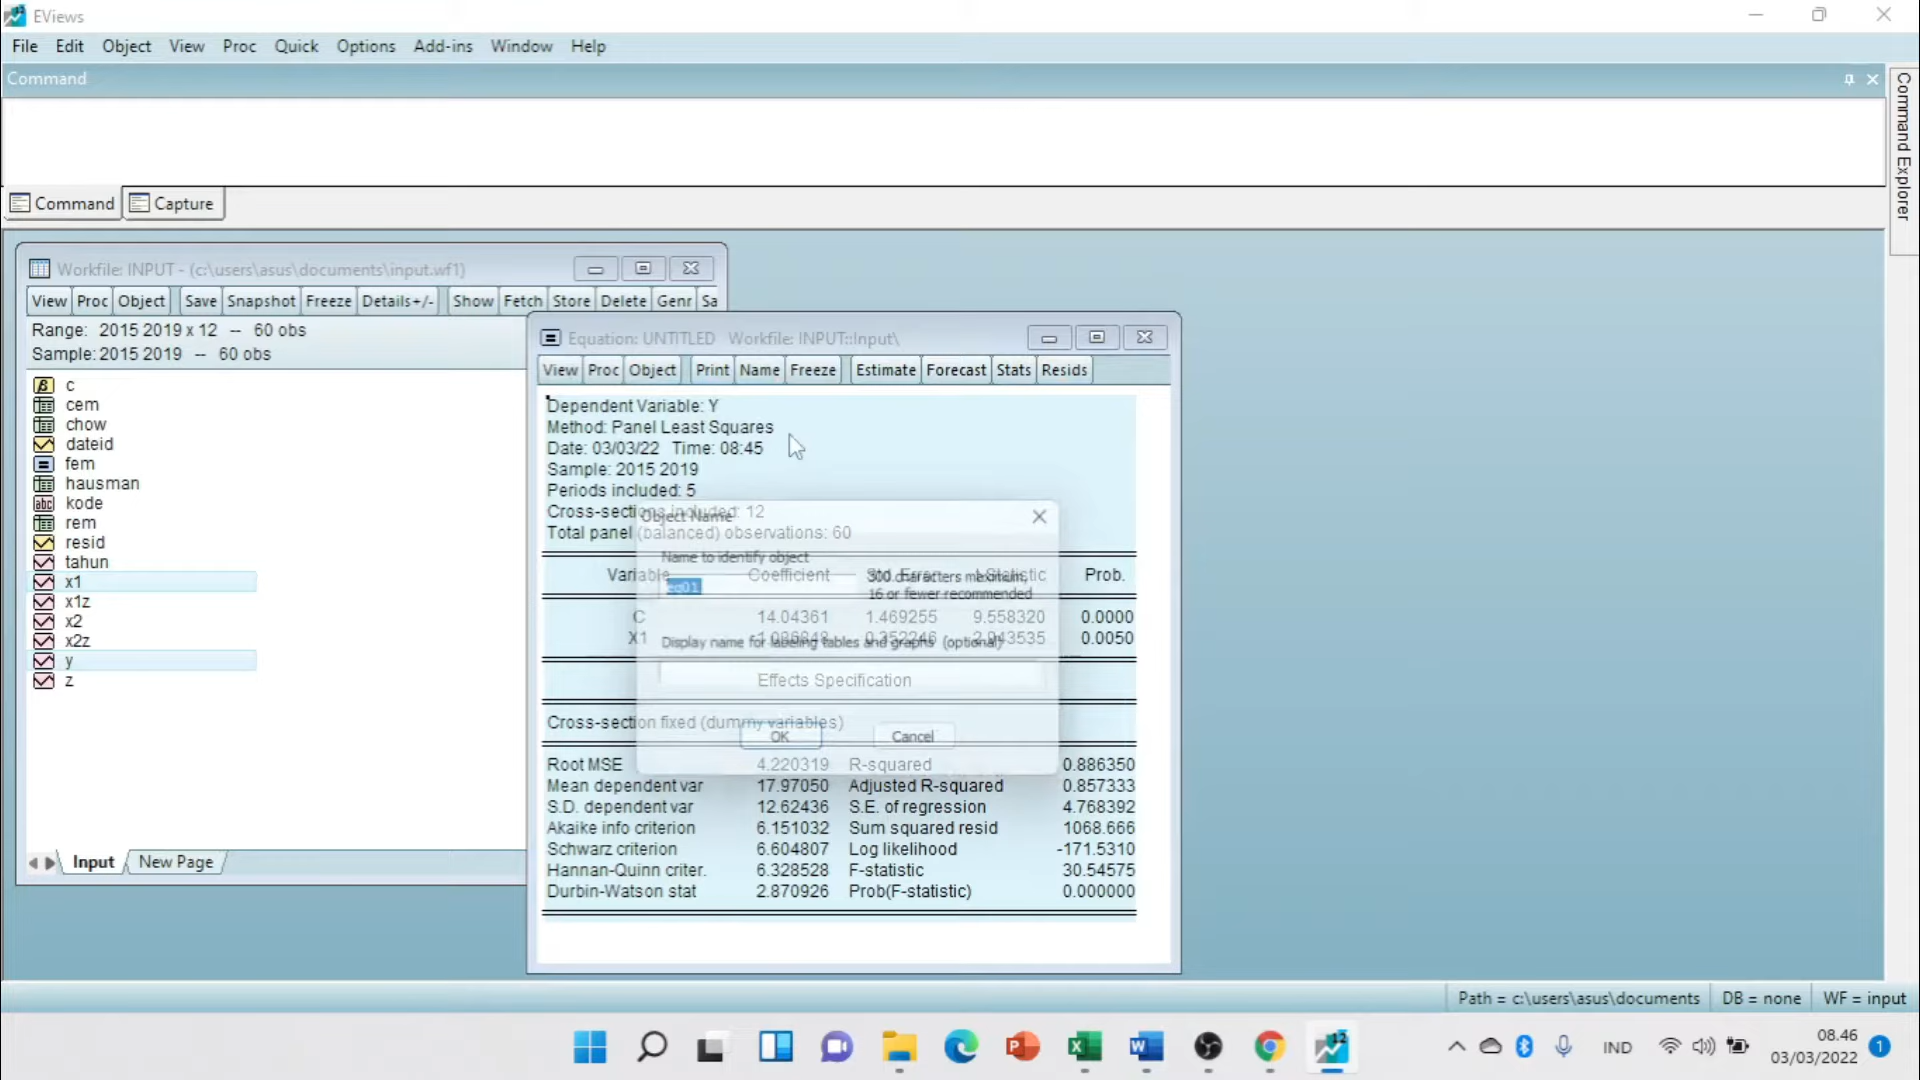 EViews
File Edit Object View Proc Quick Options Add-ins Window Help
Command
Command Explorer
Command Capture
Workfile: INPUT - (c:\users\asus\documents\input.wf1)
View Proc Object Save Snapshot Freeze Details+/- Show Fetch Store Delete Genr Sa
Range: 2015 2019 x 12 -- 60 obs
Sample: 2015 2019 -- 60 obs
c
cem
chow
dateid
fem
hausman
abc kode
rem
resid
tahun
x1
x1z
x2
x2z
y
z
Input New Page
Equation: UNTITLED Workfile: INPUT::Input\
View Proc Object Print Name Freeze Estimate Forecast Stats Resids
Dependent Variable: Y
Method: Panel Least Squares
Date: 03/03/22 Time: 08:45
Sample: 2015 2019
Periods included: 5
Cross-sections included: 12
Total panel (balanced) observations: 60
Variable Coefficient Std. Error t-Statistic Prob.
C 14.04361 1.469255 9.558320 0.0000
X1 0.0050
Effects Specification
Cross-section fixed (dummy variables)
Root MSE 4.220319 R-squared 0.886350
Mean dependent var 17.97050 Adjusted R-squared 0.857333
S.D. dependent var 12.62436 S.E. of regression 4.768392
Akaike info criterion 6.151032 Sum squared resid 1068.666
Schwarz criterion 6.604807 Log likelihood -171.5310
Hannan-Quinn criter. 6.328528 F-statistic 30.54575
Durbin-Watson stat 2.870926 Prob(F-statistic) 0.000000
Object Name
Name to identify object
eq01
300 characters maximum,
16 or fewer recommended
Display name for labeling tables and graphs (optional)
OK Cancel
Path = c:\users\asus\documents DB = none WF = input
IND
08.46
03/03/2022
1